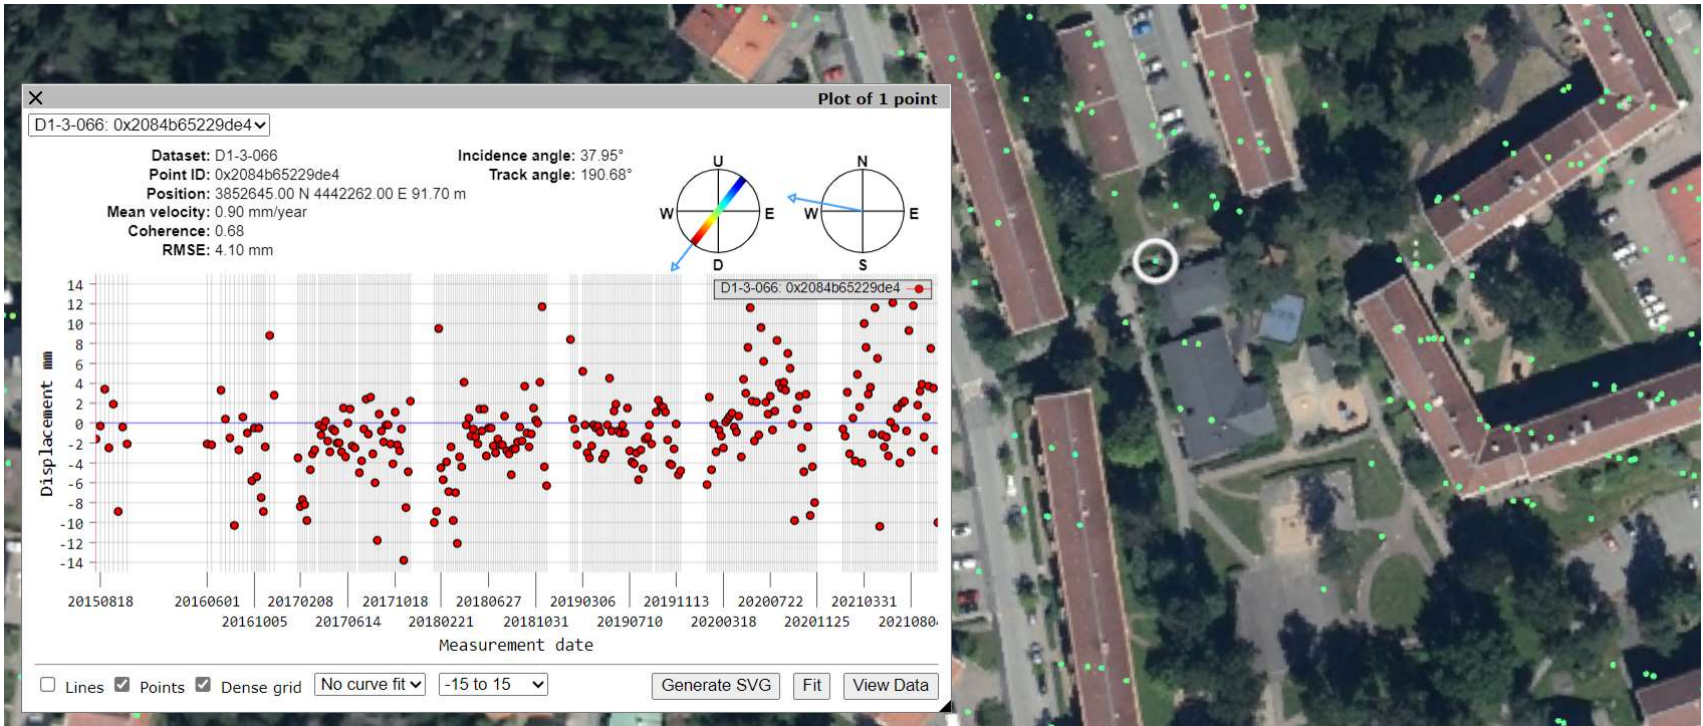 Plot of 1 point
D1-3-066: 0x2084b65229de4
Dataset: D1-3-066
Point ID: 0x2084b65229de4
Position: 3852645.00 N 4442262.00 E 91.70 m
Mean velocity: 0.90 mm/year
Coherence: 0.68
RMSE: 4.10 mm
Incidence angle: 37.95°
Track angle: 190.68°
U
W E
D
N
W E
S
D1-3-066: 0x2084b65229de4
Displacement mm
14
12
10
8
6
4
2
0
-2
-4
-6
-8
-10
-12
-14
20150818 20160601 20170208 20171018 20180627 20190306 20191113 20200722 20210331
20161005 20170614 20180221 20181031 20190710 20200318 20201125 2021080
Measurement date
Lines Points Dense grid No curve fit -15 to 15 Generate SVG Fit View Data